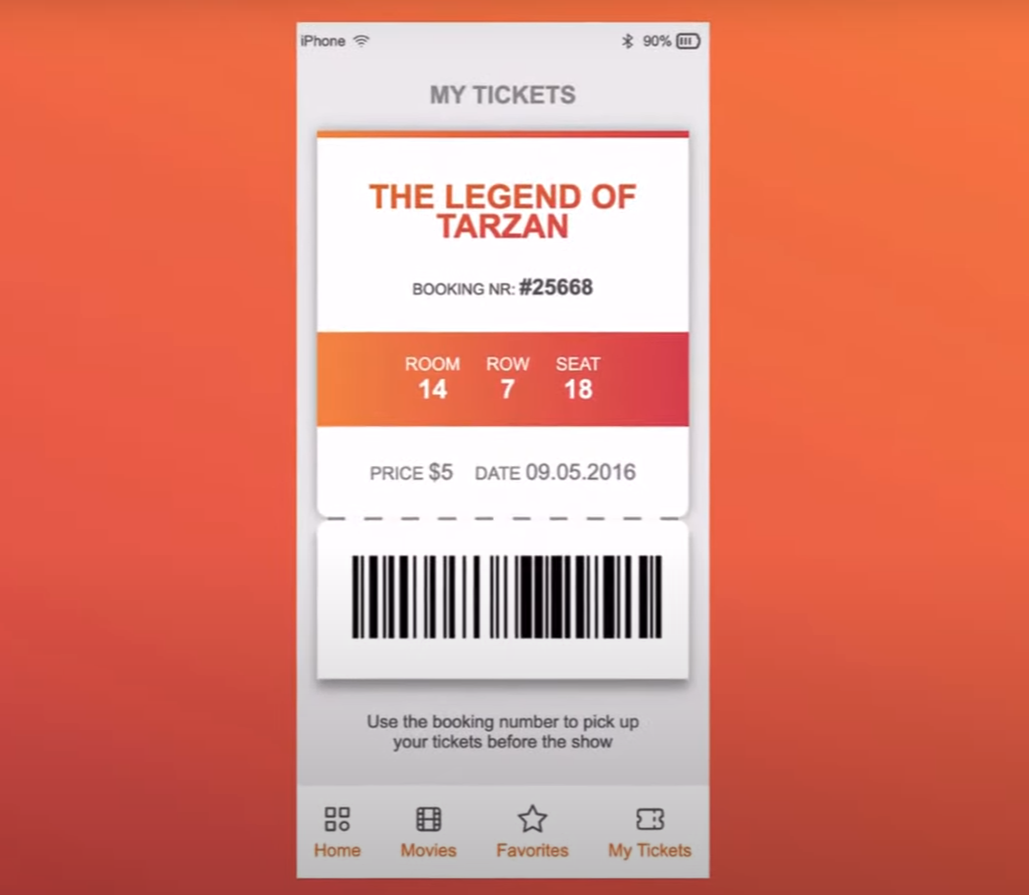 iPhone 90%
MY TICKETS
THE LEGEND OF
TARZAN
BOOKING NR: #25668
ROOM ROW SEAT
14 7 18
PRICE $5 DATE 09.05.2016
Use the booking number to pick up
your tickets before the show
Home Movies Favorites My Tickets